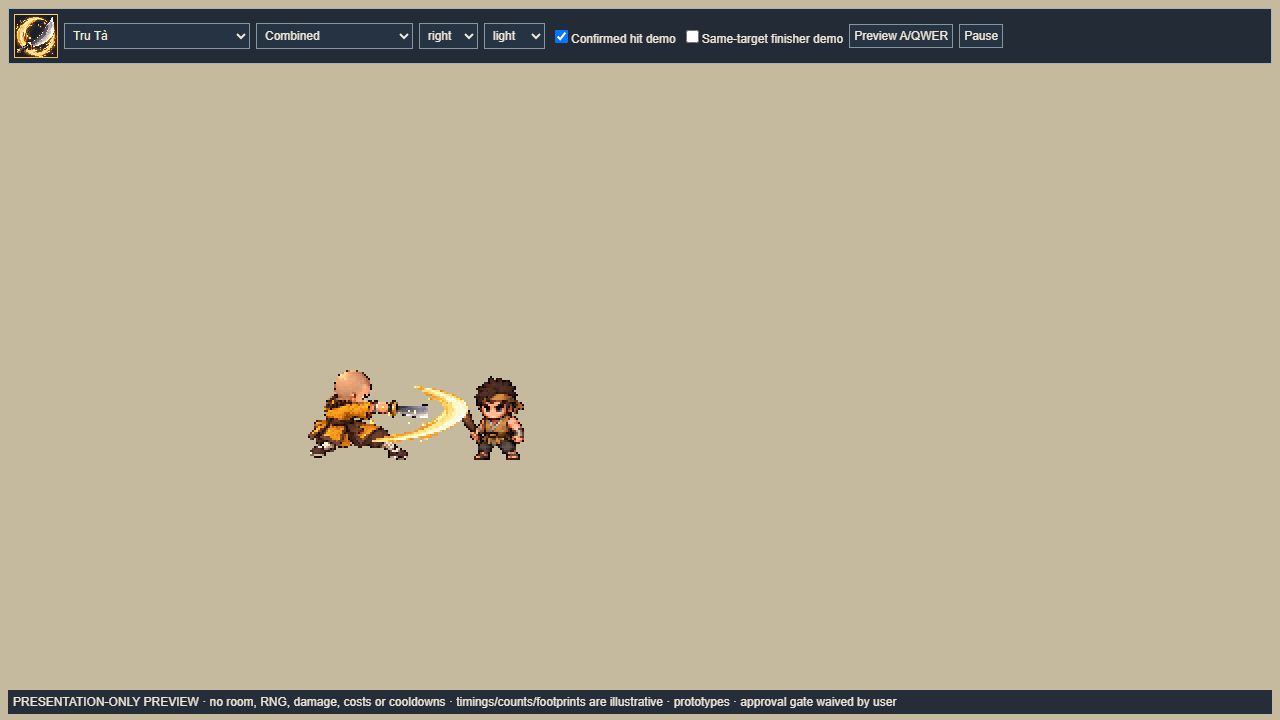 Tru Tà Combined right light Confirmed hit demo Same-target finisher demo Preview A/QWER Pause
PRESENTATION-ONLY PREVIEW · no room, RNG, damage, costs or cooldowns · timings/counts/footprints are illustrative · prototypes · approval gate waived by user